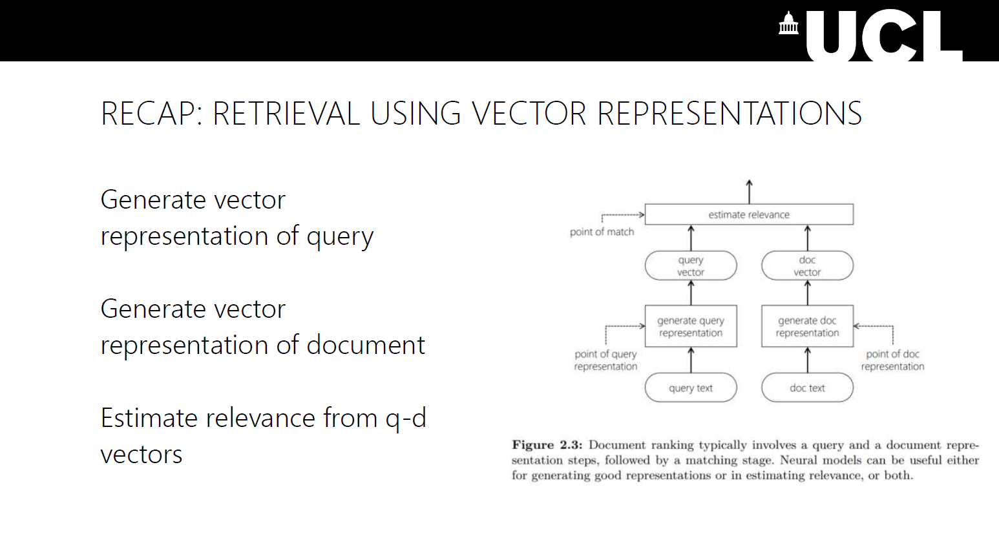 UCL
RECAP: RETRIEVAL USING VECTOR REPRESENTATIONS
Generate vector
representation of query
Generate vector
representation of document
Estimate relevance from q-d
vectors
estimate relevance
point of match
query
vector
doc
vector
generate query
representation
generate doc
representation
point of query
representation
point of doc
representation
query text
doc text
Figure 2.3: Document ranking typically involves a query and a document repre-
sentation steps, followed by a matching stage. Neural models can be useful either
for generating good representations or in estimating relevance, or both.